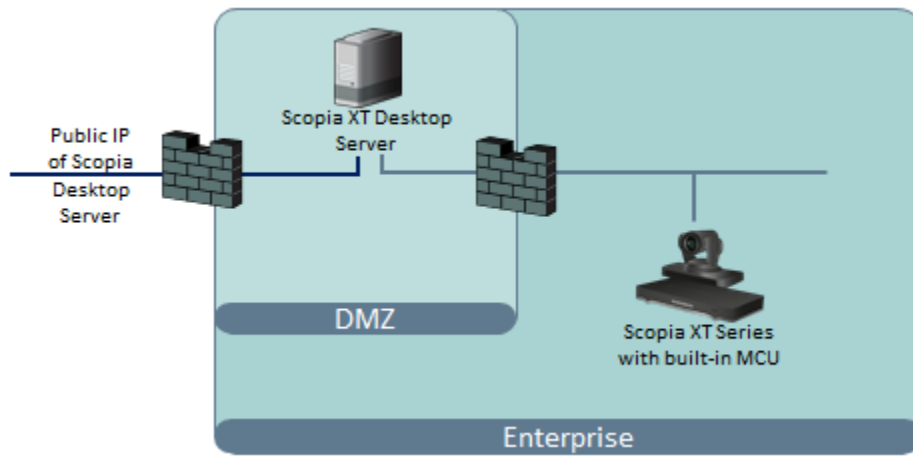 Scopia XT Desktop
Server
Public IP
of Scopia
Desktop
Server
DMZ
Scopia XT Series
with built-in MCU
Enterprise